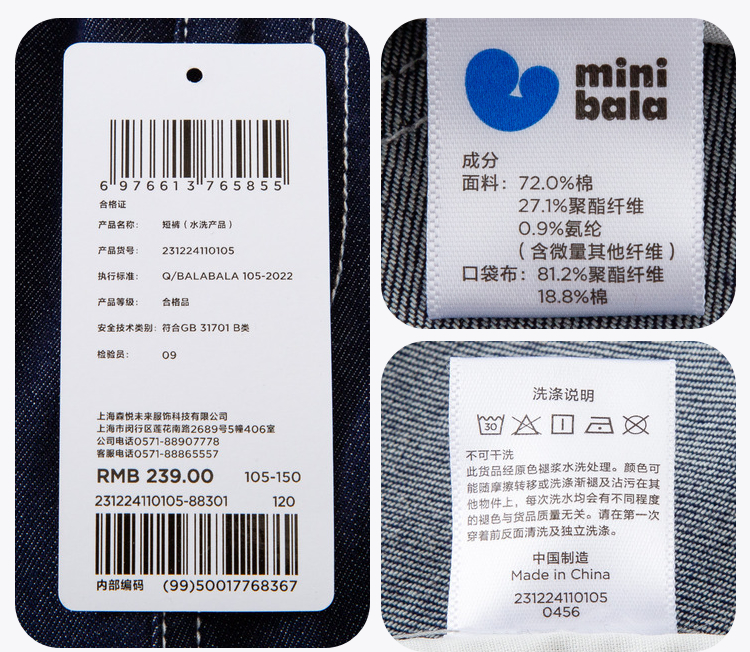 6 976613 765855
合格证
产品名称: 短裤(水洗产品)
产品货号: 231224110105
执行标准: Q/BALABALA 105-2022
产品等级: 合格品
安全技术类别: 符合GB 31701 B类
检验员: 09
上海森悦未来服饰科技有限公司
上海市闵行区莲花南路2689号5幢406室
公司电话0571-88907778
客服电话0571-88865557
RMB 239.00 105-150
231224110105-88301 120
内部编码 (99)50017768367
mini
bala
成分
面料: 72.0%棉
27.1%聚酯纤维
0.9%氨纶
(含微量其他纤维)
口袋布: 81.2%聚酯纤维
18.8%棉
洗涤说明
30
不可干洗
此货品经原色褪浆水洗处理。颜色可
能随摩擦转移或洗涤渐褪及沾污在其
他物件上，每次洗水均会有不同程度
的褪色与货品质量无关。请在第一次
穿着前反面清洗及独立洗涤。
中国制造
Made in China
231224110105
0456